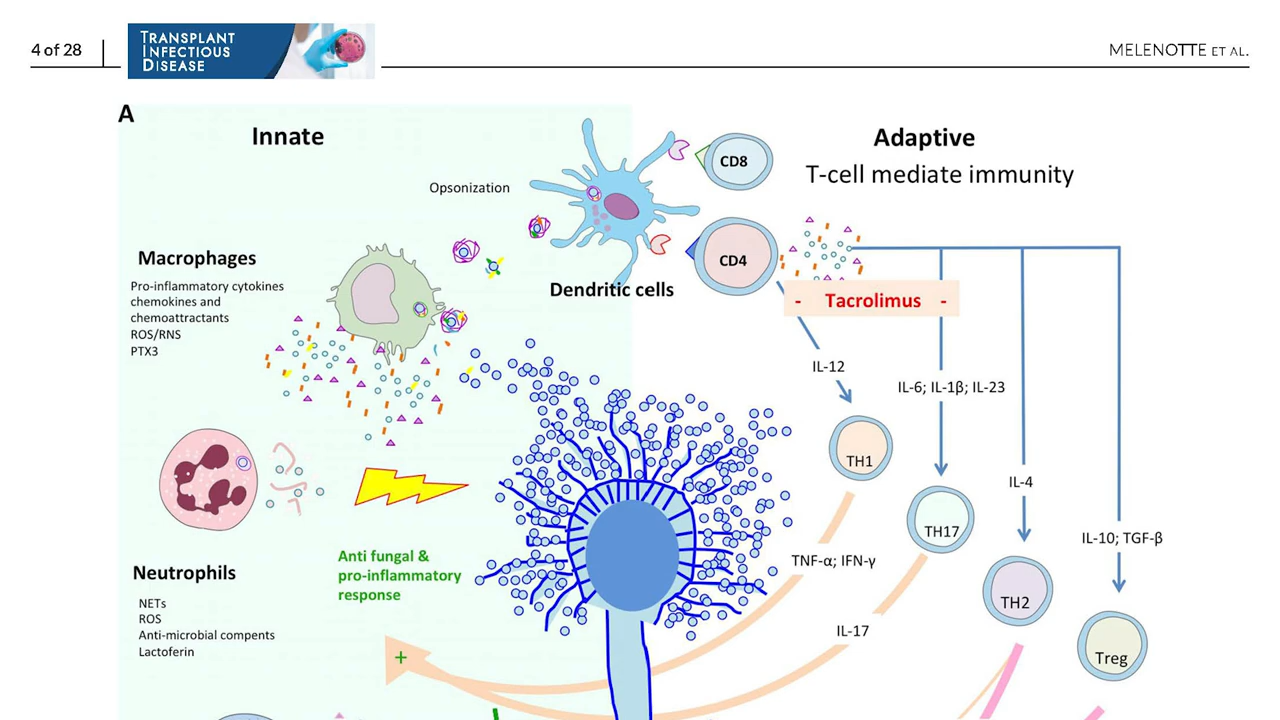 4 of 28
TRANSPLANT
INFECTIOUS
DISEASE
MELENOTTE ET AL.
A
Innate
Adaptive
T-cell mediate immunity
Opsonization
CD8
CD4
Macrophages
Pro-inflammatory cytokines
chemokines and
chemoattractants
ROS/RNS
PTX3
Dendritic cells
- Tacrolimus -
IL-12
IL-6; IL-1β; IL-23
TH1
IL-4
TH17
IL-10; TGF-β
Anti fungal &
pro-inflammatory
response
TNF-α; IFN-γ
Neutrophils
NETs
ROS
Anti-microbial compents
Lactoferin
TH2
IL-17
Treg
+